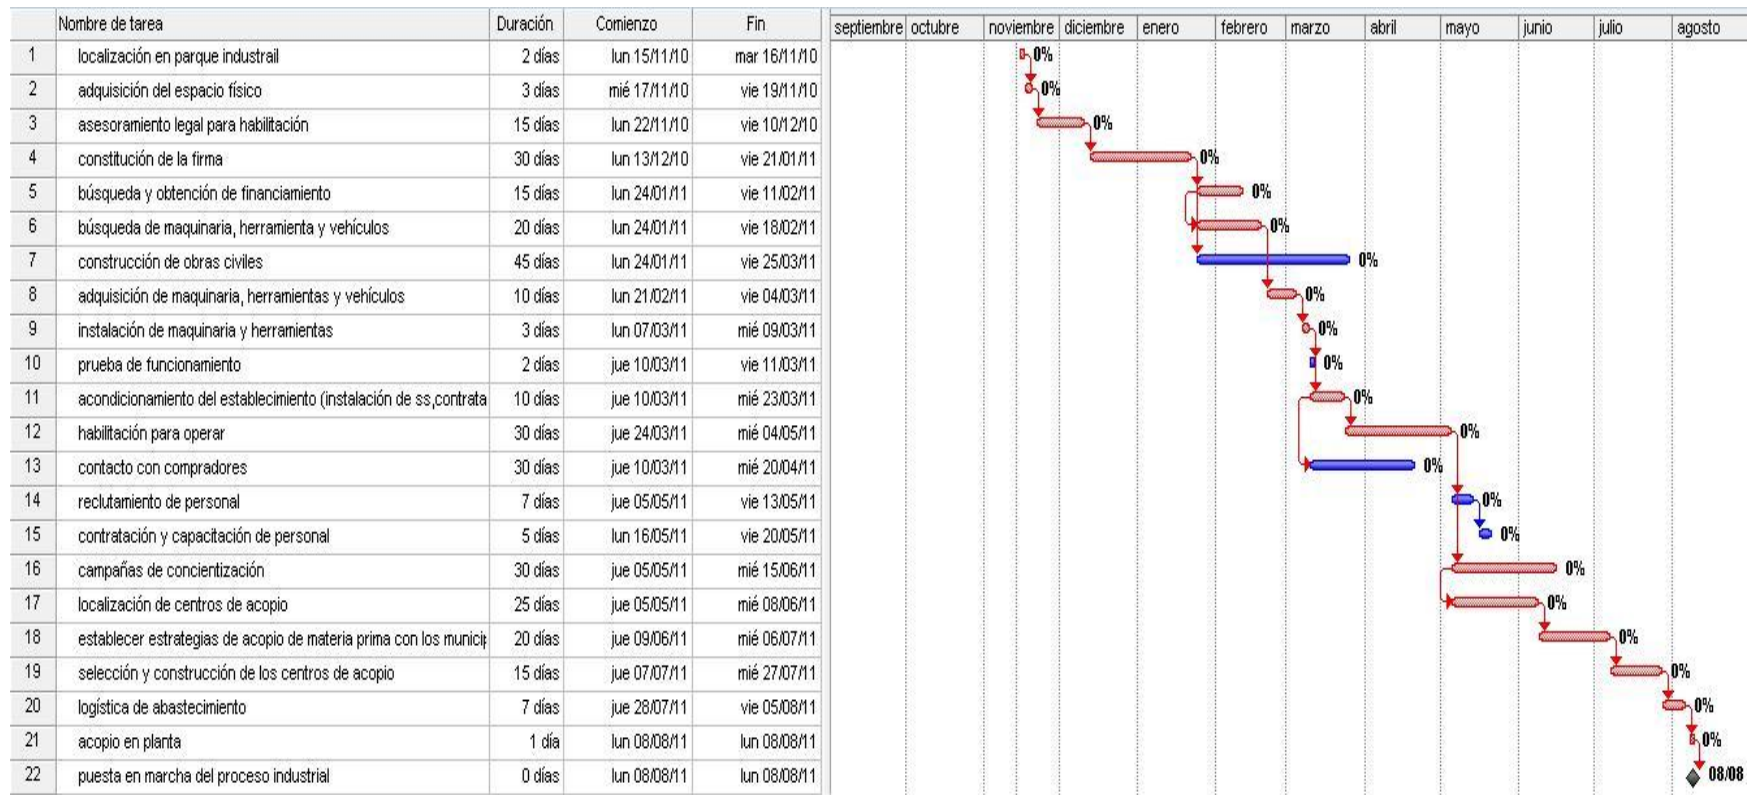 Nombre de tarea Duración Comienzo Fin septiembre octubre noviembre diciembre enero febrero marzo abril mayo junio julio agosto
1 localización en parque industrail 2 días lun 15/11/10 mar 16/11/10 0%
2 adquisición del espacio físico 3 días mié 17/11/10 vie 19/11/10 0%
3 asesoramiento legal para habilitación 15 días lun 22/11/10 vie 10/12/10 0%
4 constitución de la firma 30 días lun 13/12/10 vie 21/01/11 0%
5 búsqueda y obtención de financiamiento 15 días lun 24/01/11 vie 11/02/11 0%
6 búsqueda de maquinaria, herramienta y vehículos 20 días lun 24/01/11 vie 18/02/11 0%
7 construcción de obras civiles 45 días lun 24/01/11 vie 25/03/11 0%
8 adquisición de maquinaria, herramientas y vehículos 10 días lun 21/02/11 vie 04/03/11 0%
9 instalación de maquinaria y herramientas 3 días lun 07/03/11 mié 09/03/11 0%
10 prueba de funcionamiento 2 días jue 10/03/11 vie 11/03/11 0%
11 acondicionamiento del establecimiento (instalación de ss,contrata 10 días jue 10/03/11 mié 23/03/11 0%
12 habilitación para operar 30 días jue 24/03/11 mié 04/05/11 0%
13 contacto con compradores 30 días jue 10/03/11 mié 20/04/11 0%
14 reclutamiento de personal 7 días jue 05/05/11 vie 13/05/11 0%
15 contratación y capacitación de personal 5 días lun 16/05/11 vie 20/05/11 0%
16 campañas de concientización 30 días jue 05/05/11 mié 15/06/11 0%
17 localización de centros de acopio 25 días jue 05/05/11 mié 08/06/11 0%
18 establecer estrategias de acopio de materia prima con los municip 20 días jue 09/06/11 mié 06/07/11 0%
19 selección y construcción de los centros de acopio 15 días jue 07/07/11 mié 27/07/11 0%
20 logística de abastecimiento 7 días jue 28/07/11 vie 05/08/11 0%
21 acopio en planta 1 día lun 08/08/11 lun 08/08/11 0%
22 puesta en marcha del proceso industrial 0 días lun 08/08/11 lun 08/08/11 08/08